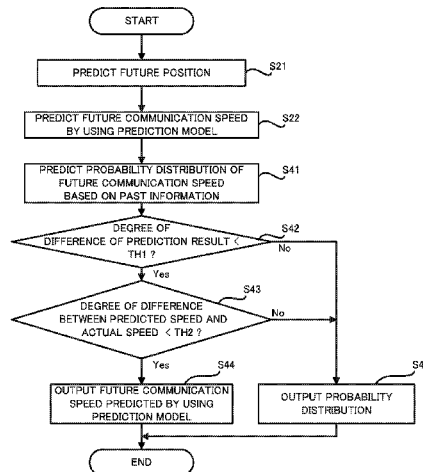 START
PREDICT FUTURE POSITION
S21
PREDICT FUTURE COMMUNICATION SPEED
BY USING PREDICTION MODEL
S22
PREDICT PROBABILITY DISTRIBUTION OF
FUTURE COMMUNICATION SPEED
BASED ON PAST INFORMATION
S41
DEGREE OF
DIFFERENCE OF PREDICTION RESULT <
TH1 ?
S42
No
Yes
DEGREE OF DIFFERENCE
BETWEEN PREDICTED SPEED AND
ACTUAL SPEED < TH2 ?
S43
No
Yes
S44
OUTPUT FUTURE COMMUNICATION
SPEED PREDICTED BY USING
PREDICTION MODEL
OUTPUT PROBABILITY
DISTRIBUTION
END